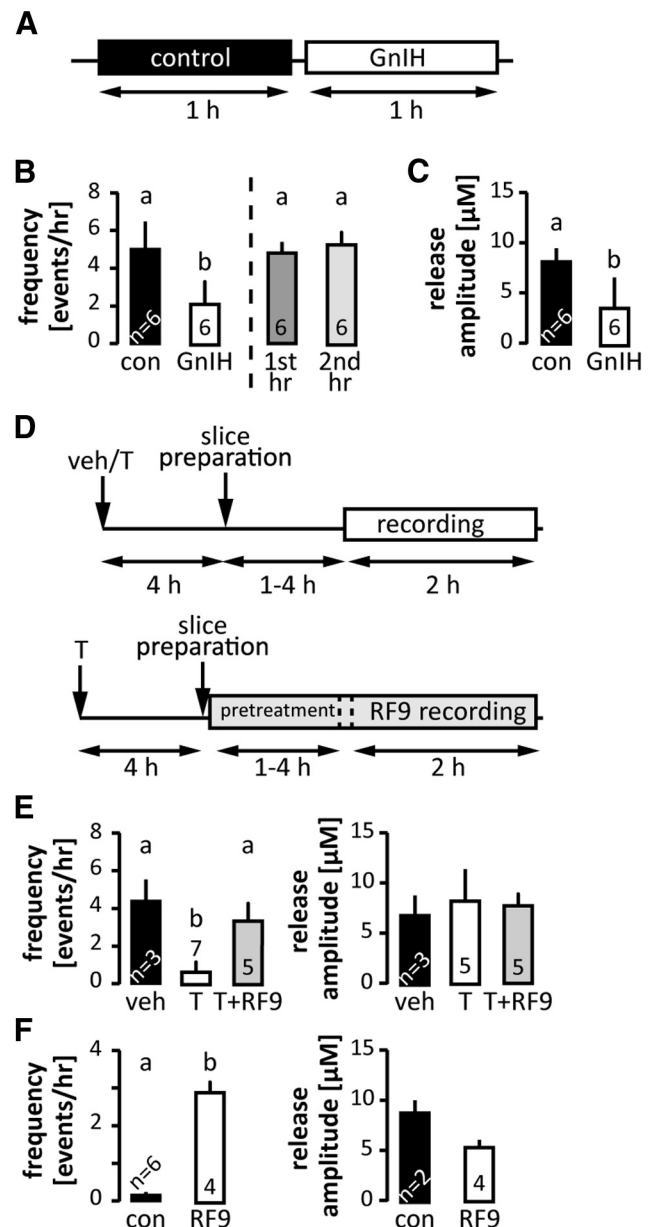 A
control
GnIH
1 h
1 h
B
frequency
[events/hr]
8
6
4
2
0
a
b
a
a
n=6
6
6
6
con
GnIH
1st
hr
2nd
hr
C
release
amplitude [µM]
15
10
5
0
a
b
n=6
6
con
GnIH
D
veh/T
slice
preparation
recording
4 h
1-4 h
2 h
T
slice
preparation
pretreatment
RF9 recording
4 h
1-4 h
2 h
E
frequency
[events/hr]
8
6
4
2
0
a
b
a
n=3
7
5
veh
T
T+RF9
release
amplitude [µM]
15
10
5
0
n=3
5
5
veh
T
T+RF9
F
frequency
[events/hr]
4
2
0
a
b
n=6
4
con
RF9
release
amplitude [µM]
15
10
5
0
n=2
4
con
RF9